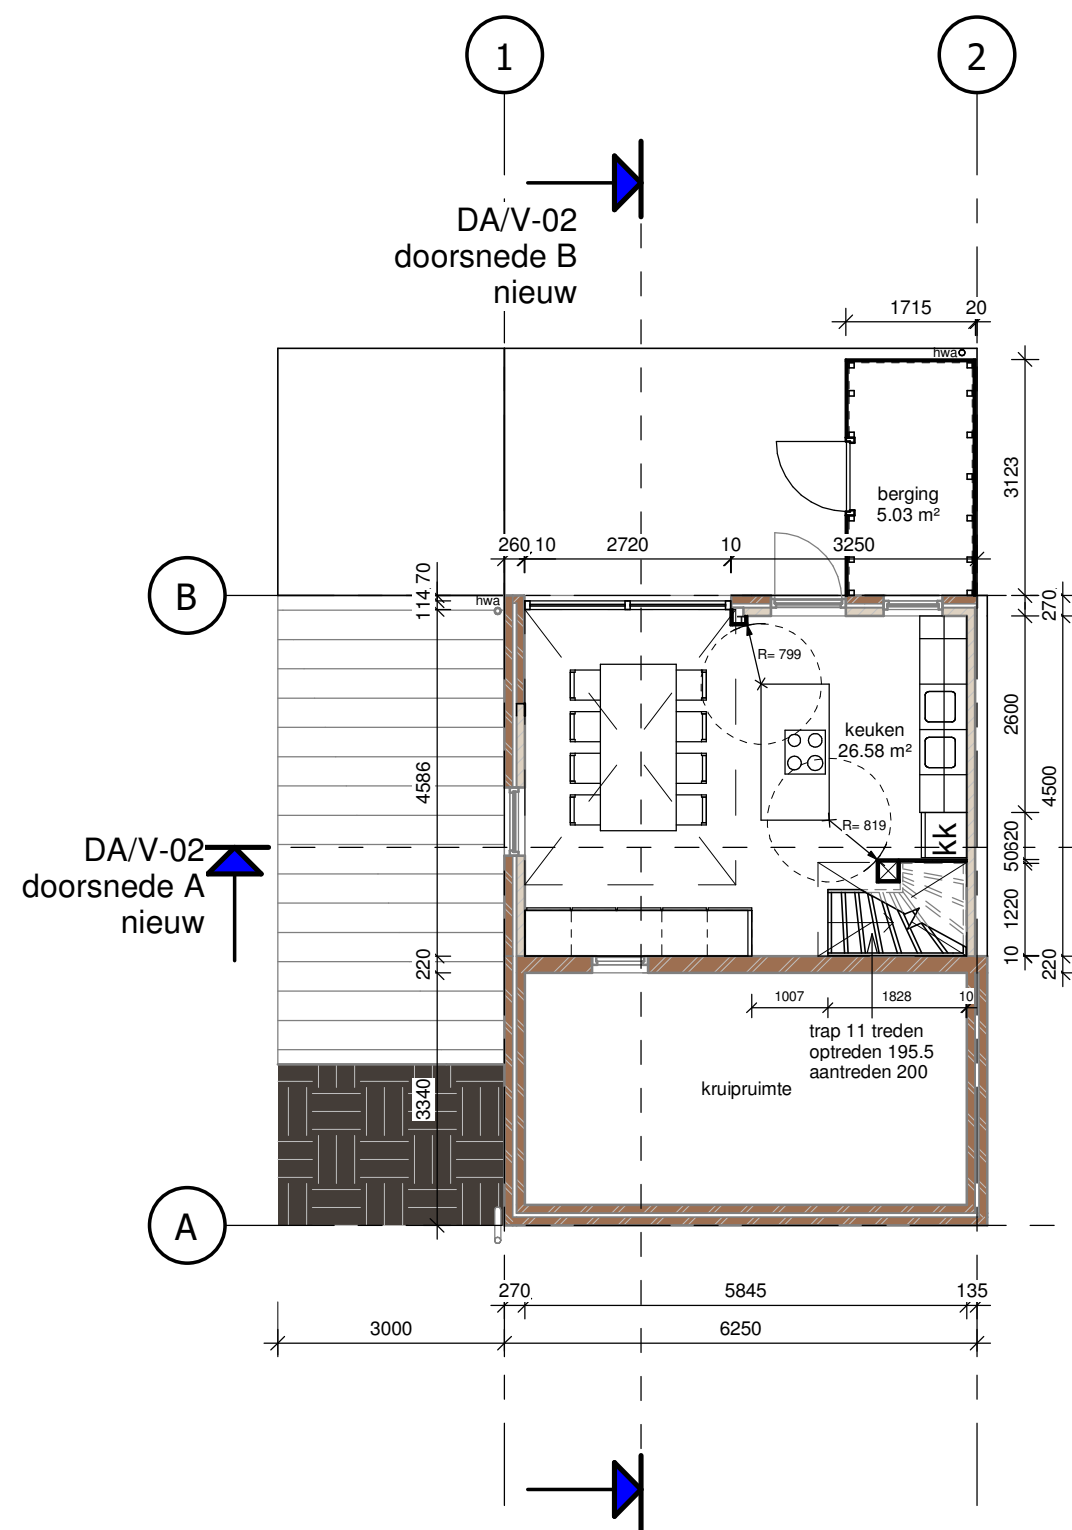 1
2
DA/V-02
doorsnede B
nieuw
1715
20
hwa
3123
berging
5.03 m²
260
10
2720
10
3250
B
114
70
hwa
270
R= 799
2600
keuken
26.58 m²
4586
4500
R= 819
kk
620
50
DA/V-02
doorsnede A
nieuw
1220
220
10
220
1007
1828
10
trap 11 treden
optreden 195.5
aantreden 200
kruipruimte
3340
A
270
5845
135
3000
6250